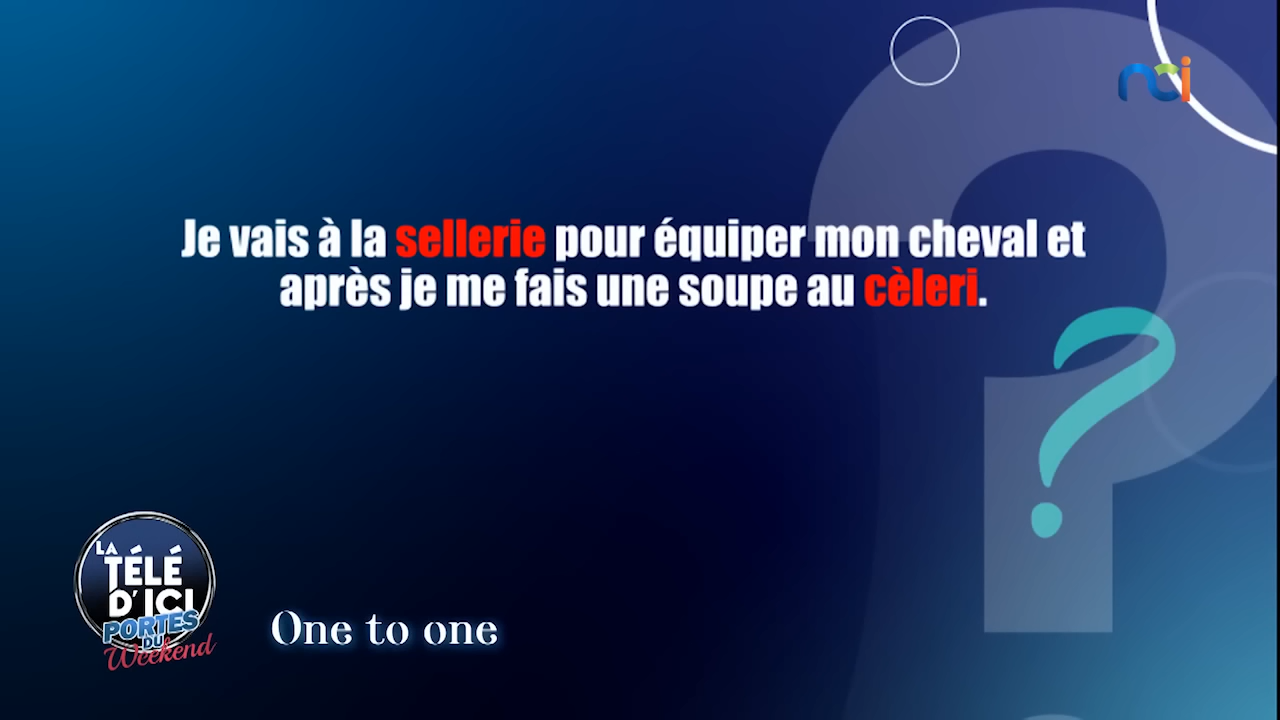 nci
Je vais à la sellerie pour équiper mon cheval et
après je me fais une soupe au cèleri.
LA
TÉLÉ
D'ICI
PORTES
DU
Weekend
One to one